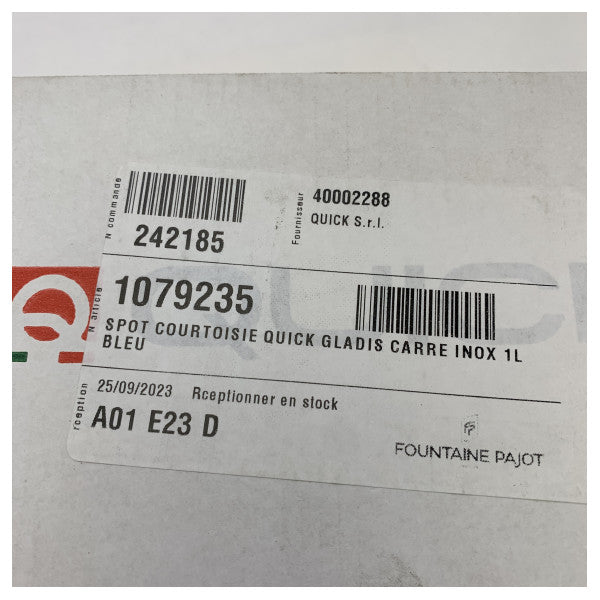 N commande
242185
Fournisseur
40002288
QUICK S.r.l.
N article
1079235
SPOT COURTOISIE QUICK GLADIS CARRE INOX 1L
BLEU
rception
25/09/2023 Rceptionner en stock
A01 E23 D
FOUNTAINE PAJOT